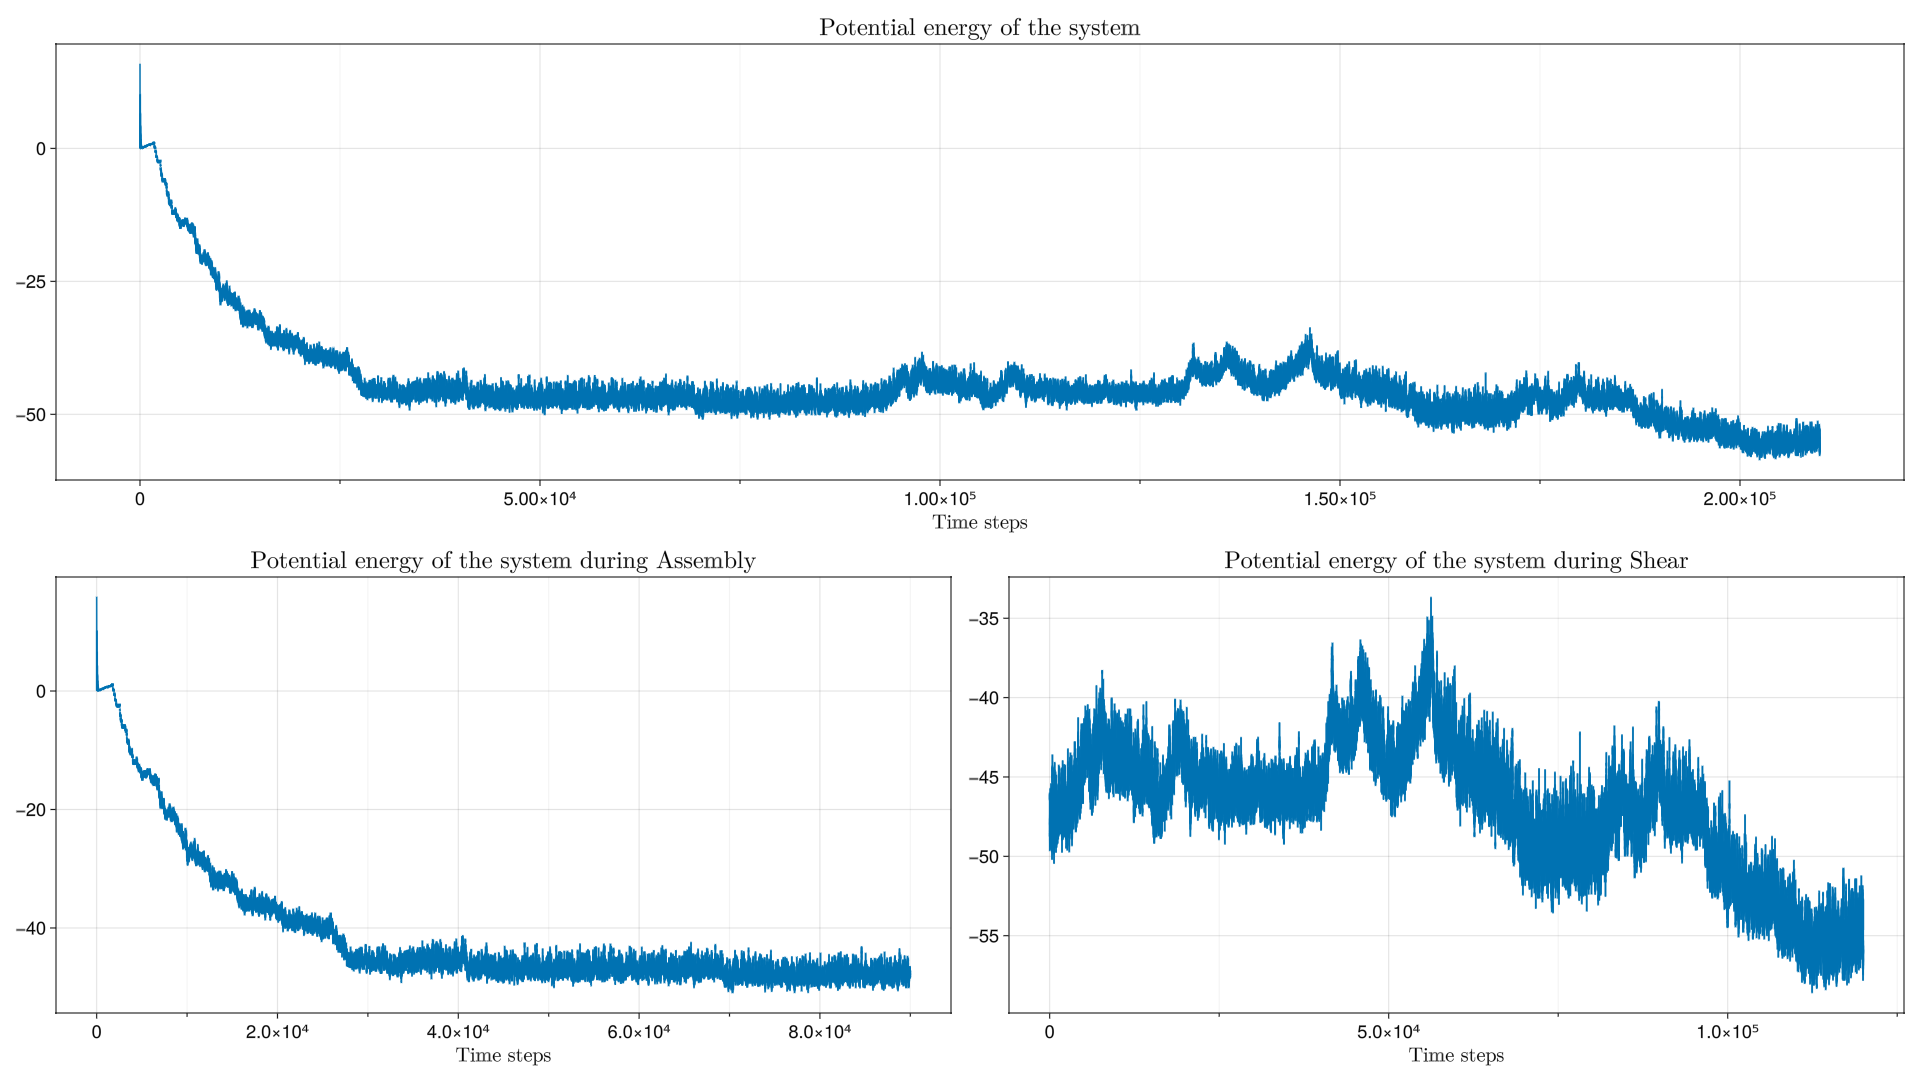 Potential energy of the system
0
−25
−50
0 5.00×10⁴ 1.00×10⁵ 1.50×10⁵ 2.00×10⁵
Time steps
Potential energy of the system during Assembly
0
−20
−40
0 2.0×10⁴ 4.0×10⁴ 6.0×10⁴ 8.0×10⁴
Time steps
Potential energy of the system during Shear
−35
−40
−45
−50
−55
0 5.0×10⁴ 1.0×10⁵
Time steps